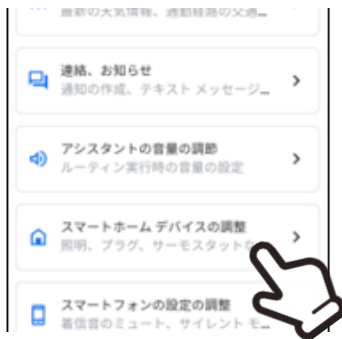 最新の天気情報、通勤経路の交通…
連絡、お知らせ
通知の作成、テキスト メッセージ…
アシスタントの音量の調節
ルーティン実行時の音量の設定
スマートホーム デバイスの調整
照明、プラグ、サーモスタットな
スマートフォンの設定の調整
着信音のミュート、サイレント モ…